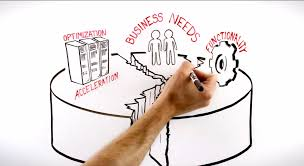 OPTIMIZATION
ACCELERATION
BUSINESS NEEDS
FUNCTIONALITY